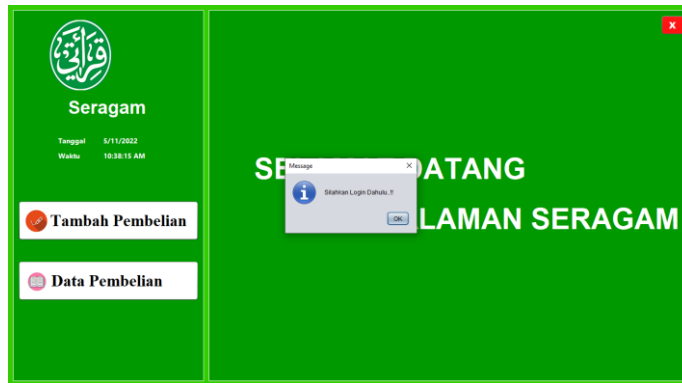 قرآءتي
Seragam
Tanggal 5/11/2022
Waktu 10:38:15 AM
Tambah Pembelian
Data Pembelian
X
SE DATANG
LAMAN SERAGAM
Message
Silahkan Login Dahulu..!!
OK